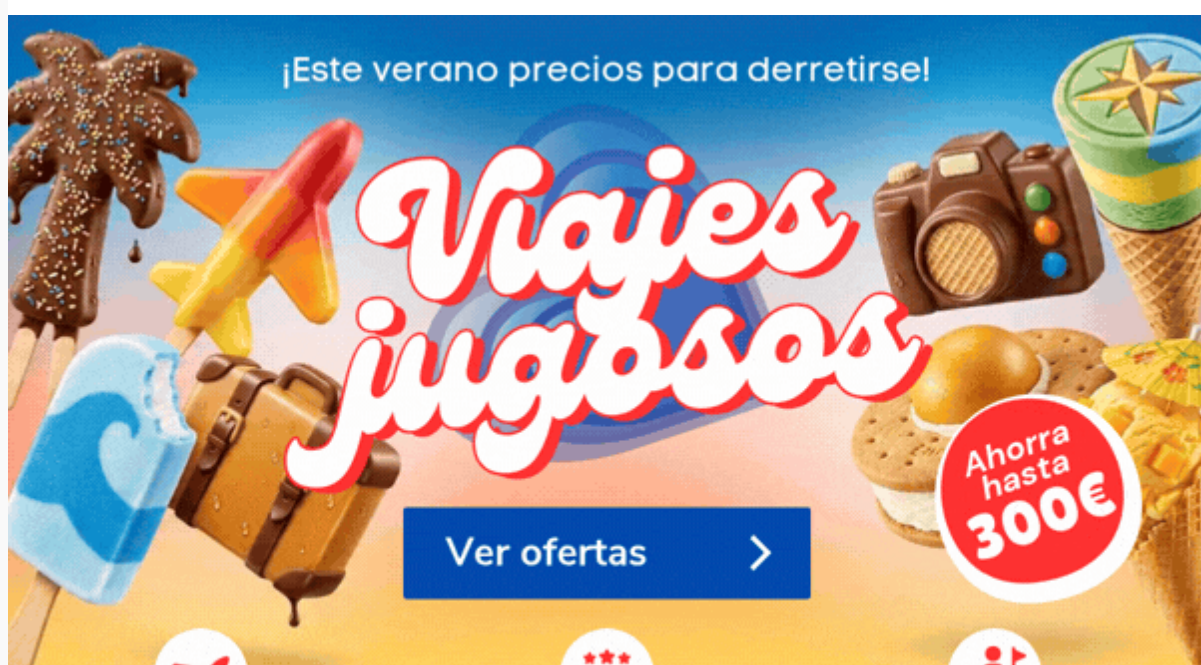 ¡Este verano precios para derretirse!
Viajes
jugosos
Ahorra
hasta
300€
Ver ofertas